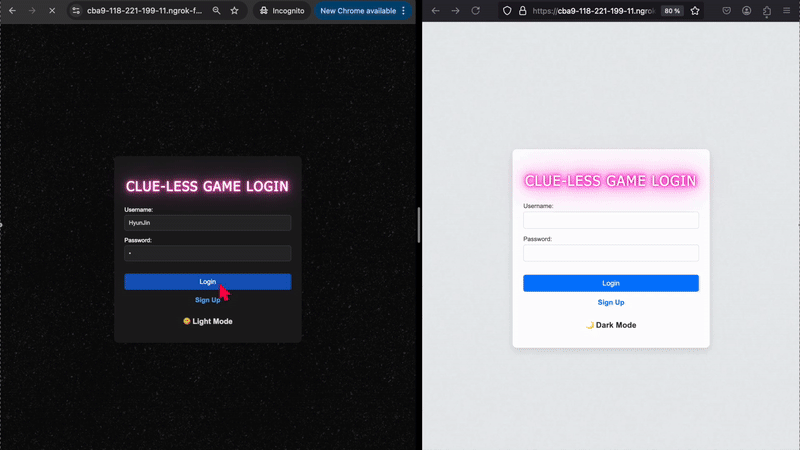 cba9-118-221-199-11.ngrok-f...
Incognito
New Chrome available
CLUE-LESS GAME LOGIN
Username:
HyunJin
Password:
•
Login
Sign Up
🌞 Light Mode
https://cba9-118-221-199-11.ngrok
80 %
CLUE-LESS GAME LOGIN
Username:
Password:
Login
Sign Up
🌙 Dark Mode